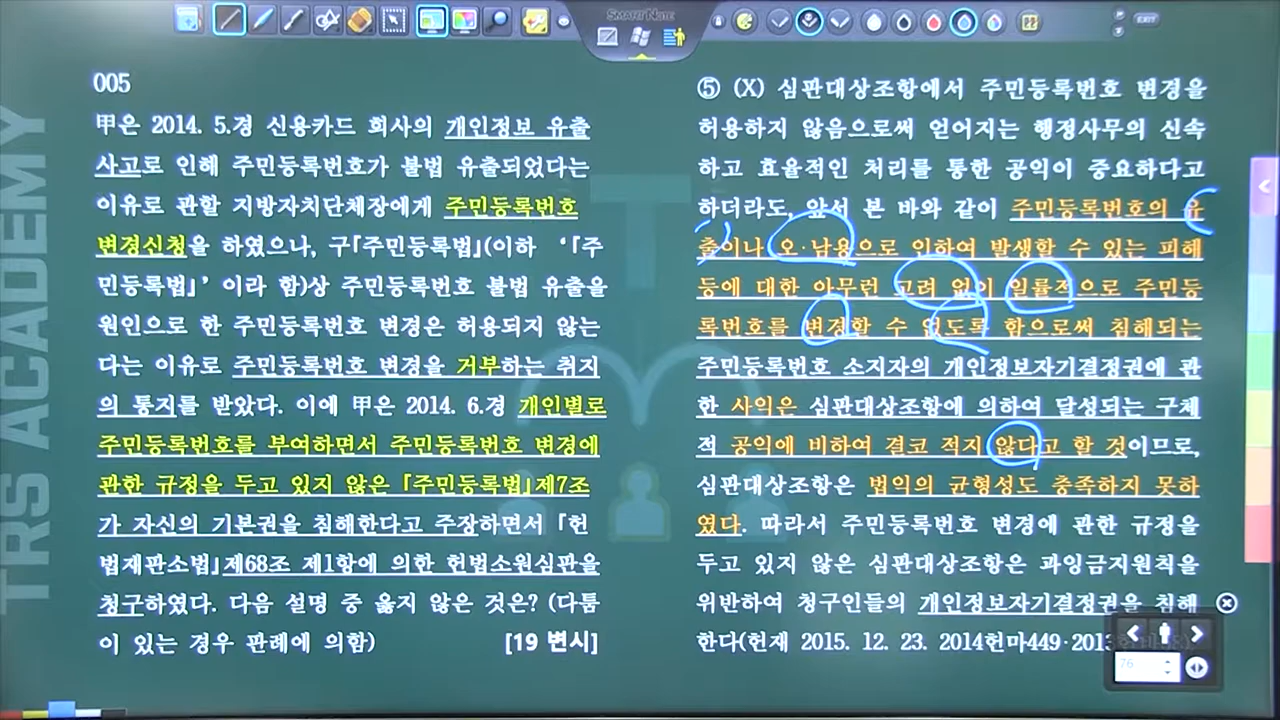 SMART NOTE
EXIT
005
甲은 2014. 5.경 신용카드 회사의 개인정보 유출
사고로 인해 주민등록번호가 불법 유출되었다는
이유로 관할 지방자치단체장에게 주민등록번호
변경신청을 하였으나, 구「주민등록법」(이하 ‘「주
민등록법」’이라 함)상 주민등록번호 불법 유출을
원인으로 한 주민등록번호 변경은 허용되지 않는
다는 이유로 주민등록번호 변경을 거부하는 취지
의 통지를 받았다. 이에 甲은 2014. 6.경 개인별로
주민등록번호를 부여하면서 주민등록번호 변경에
관한 규정을 두고 있지 않은 「주민등록법」제7조
가 자신의 기본권을 침해한다고 주장하면서 「헌
법재판소법」제68조 제1항에 의한 헌법소원심판을
청구하였다. 다음 설명 중 옳지 않은 것은? (다툼
이 있는 경우 판례에 의함) [19 변시]
⑤ (X) 심판대상조항에서 주민등록번호 변경을
허용하지 않음으로써 얻어지는 행정사무의 신속
하고 효율적인 처리를 통한 공익이 중요하다고
하더라도, 앞서 본 바와 같이 주민등록번호의 유
출이나 오·남용으로 인하여 발생할 수 있는 피해
등에 대한 아무런 고려 없이 일률적으로 주민등
록번호를 변경할 수 없도록 함으로써 침해되는
주민등록번호 소지자의 개인정보자기결정권에 관
한 사익은 심판대상조항에 의하여 달성되는 구체
적 공익에 비하여 결코 적지 않다고 할 것이므로,
심판대상조항은 법익의 균형성도 충족하지 못하
였다. 따라서 주민등록번호 변경에 관한 규정을
두고 있지 않은 심판대상조항은 과잉금지원칙을
위반하여 청구인들의 개인정보자기결정권을 침해
한다(헌재 2015. 12. 23. 2014헌마449·2013
76
TRS ACADEMY